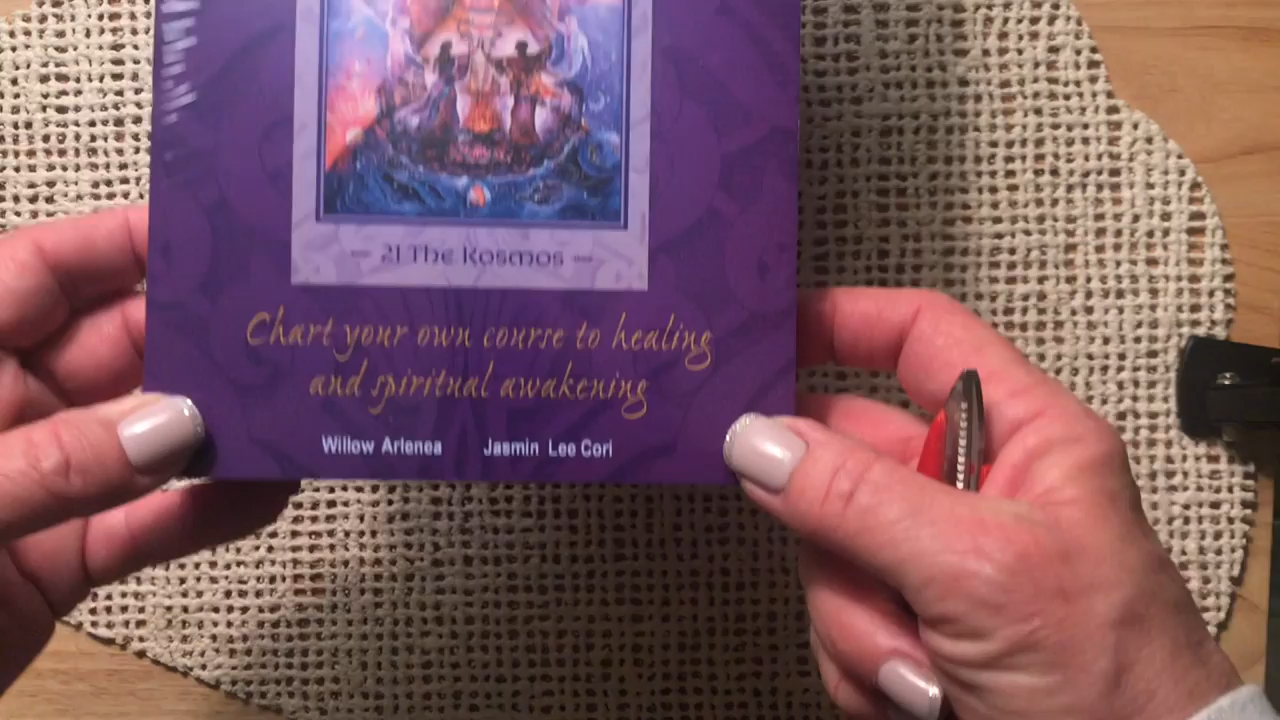 — 21 The Kosmos —
Chart your own course to healing
and spiritual awakening
Willow Arlenea Jasmin Lee Cori